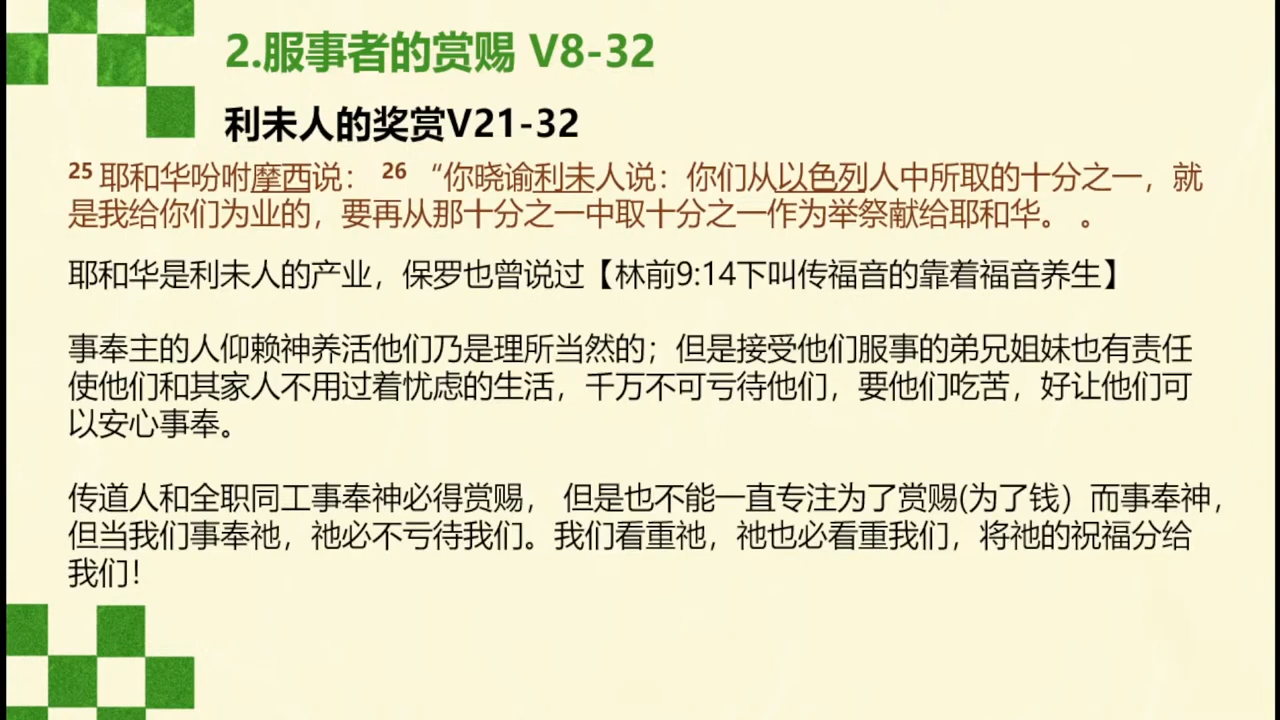 2.服事者的赏赐 V8-32
利未人的奖赏V21-32
25 耶和华吩咐摩西说： 26 “你晓谕利未人说：你们从以色列人中所取的十分之一，就
是我给你们为业的，要再从那十分之一中取十分之一作为举祭献给耶和华。 。
耶和华是利未人的产业，保罗也曾说过【林前9:14下叫传福音的靠着福音养生】
事奉主的人仰赖神养活他们乃是理所当然的；但是接受他们服事的弟兄姐妹也有责任
使他们和其家人不用过着忧虑的生活，千万不可亏待他们，要他们吃苦，好让他们可
以安心事奉。
传道人和全职同工事奉神必得赏赐， 但是也不能一直专注为了赏赐(为了钱）而事奉神，
但当我们事奉祂，祂必不亏待我们。我们看重祂，祂也必看重我们，将祂的祝福分给
我们！